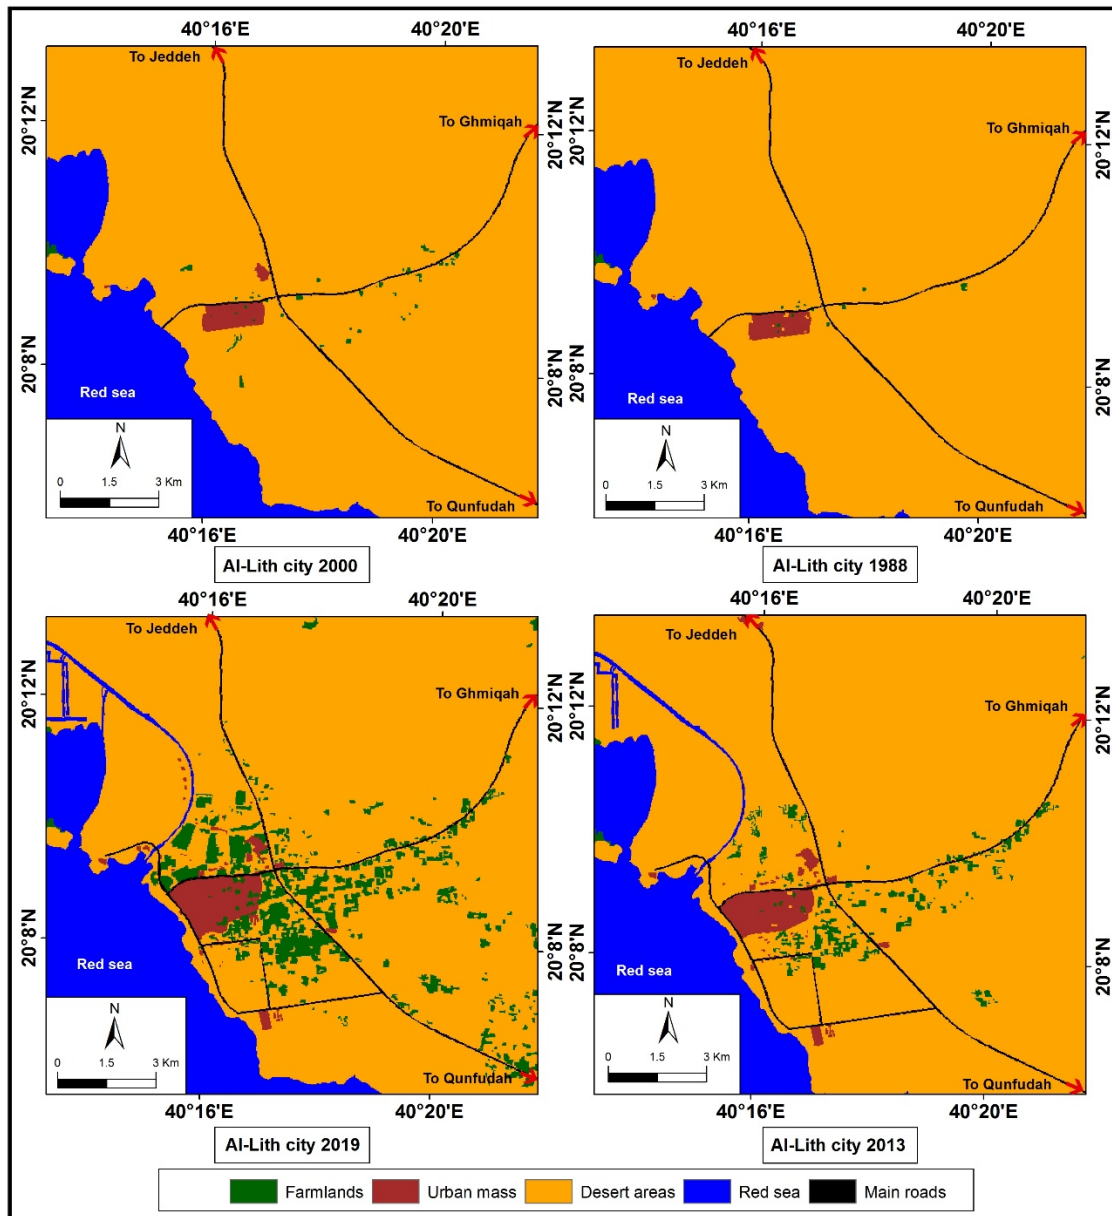 40°16'E 40°20'E
To Jeddeh
To Ghmiqah
20°12'N
20°12'N
20°8'N
20°8'N
Red sea
N
0 1.5 3 Km
To Qunfudah
40°16'E 40°20'E
Al-Lith city 2000
40°16'E 40°20'E
To Jeddeh
To Ghmiqah
20°12'N
20°12'N
20°8'N
20°8'N
Red sea
N
0 1.5 3 Km
To Qunfudah
40°16'E 40°20'E
Al-Lith city 1988
40°16'E 40°20'E
To Jeddeh
To Ghmiqah
20°12'N
20°12'N
20°8'N
20°8'N
Red sea
N
0 1.5 3 Km
To Qunfudah
40°16'E 40°20'E
Al-Lith city 2019
40°16'E 40°20'E
To Jeddeh
To Ghmiqah
20°12'N
20°12'N
20°8'N
20°8'N
Red sea
N
0 1.5 3 Km
To Qunfudah
40°16'E 40°20'E
Al-Lith city 2013
Farmlands Urban mass Desert areas Red sea Main roads